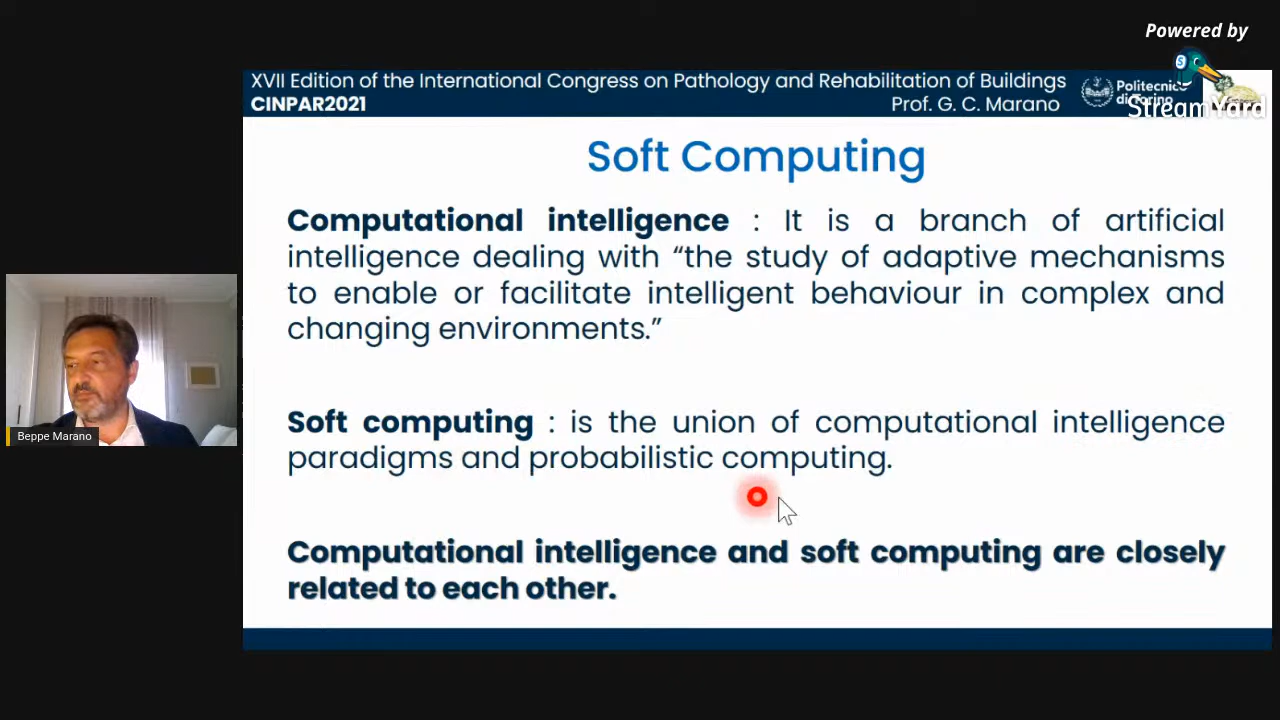 Powered by
StreamYard
XVII Edition of the International Congress on Pathology and Rehabilitation of Buildings
CINPAR2021
Prof. G. C. Marano
Politecnico
di Torino
Soft Computing
Computational intelligence : It is a branch of artificial
intelligence dealing with “the study of adaptive mechanisms
to enable or facilitate intelligent behaviour in complex and
changing environments.”
Soft computing : is the union of computational intelligence
paradigms and probabilistic computing.
Computational intelligence and soft computing are closely
related to each other.
Beppe Marano